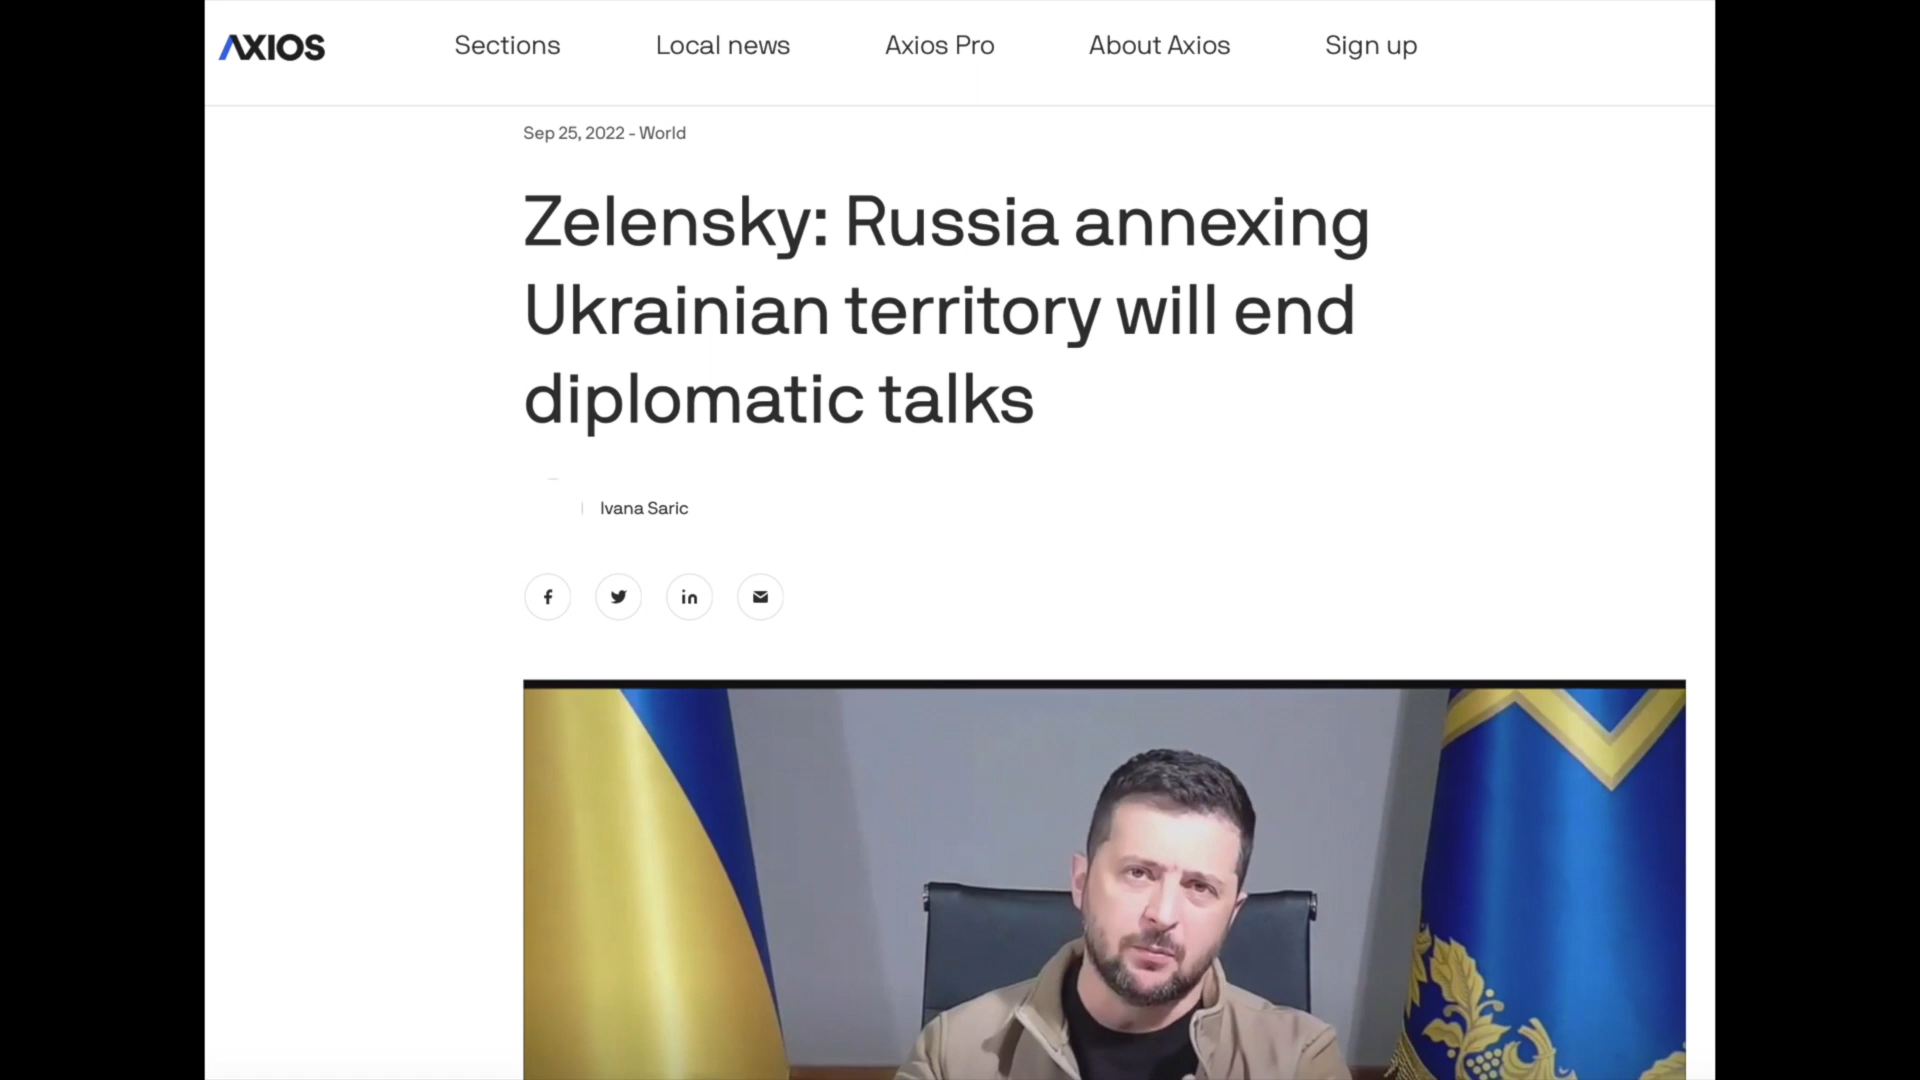 AXIOS Sections Local news Axios Pro About Axios Sign up
Sep 25, 2022 - World
Zelensky: Russia annexing
Ukrainian territory will end
diplomatic talks
Ivana Saric